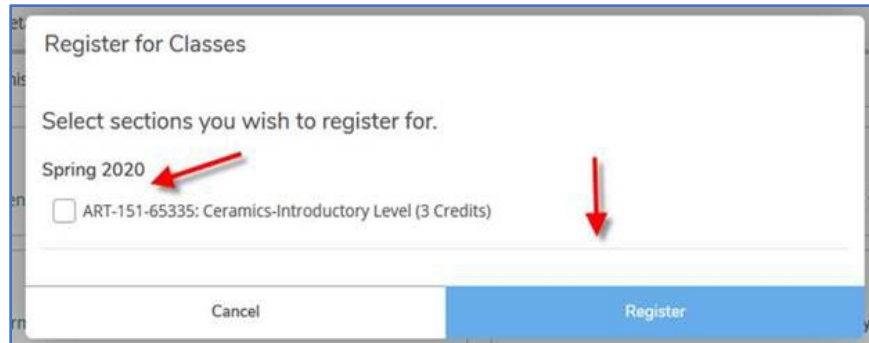 Register for Classes
Select sections you wish to register for.
Spring 2020
ART-151-65335: Ceramics-Introductory Level (3 Credits)
Cancel Register